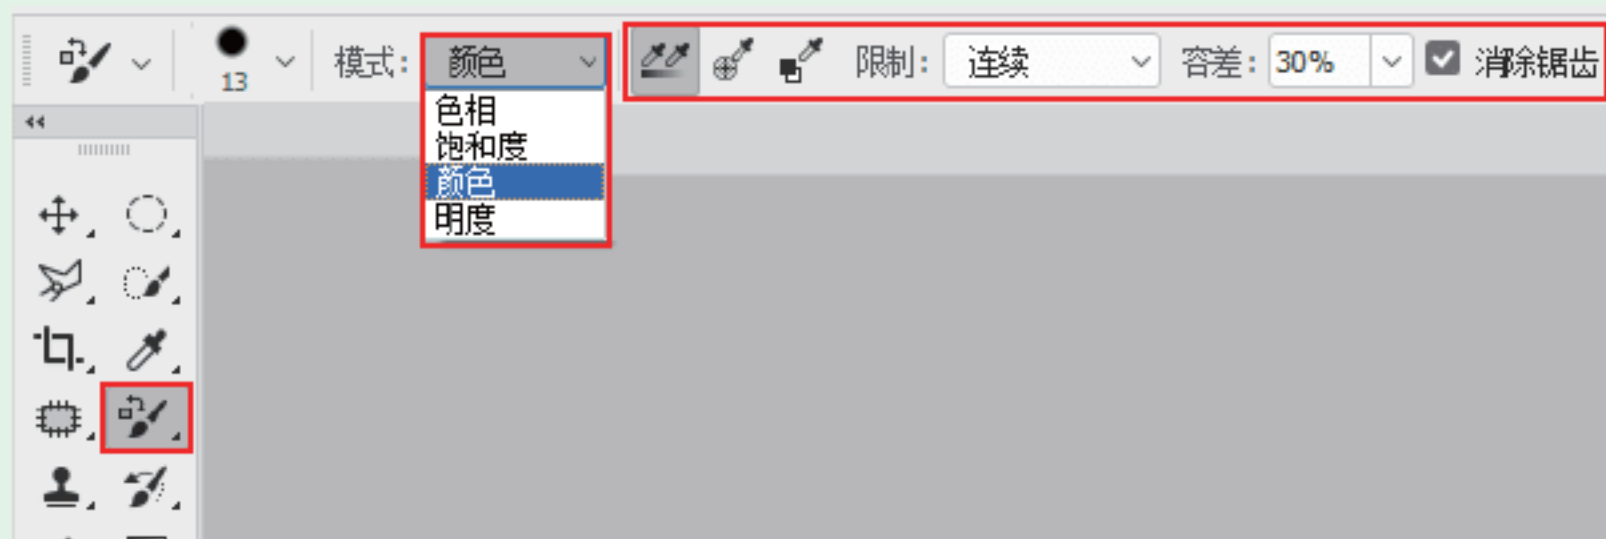 13 模式： 颜色 限制： 连续 容差： 30% 消除锯齿
色相
饱和度
颜色
明度